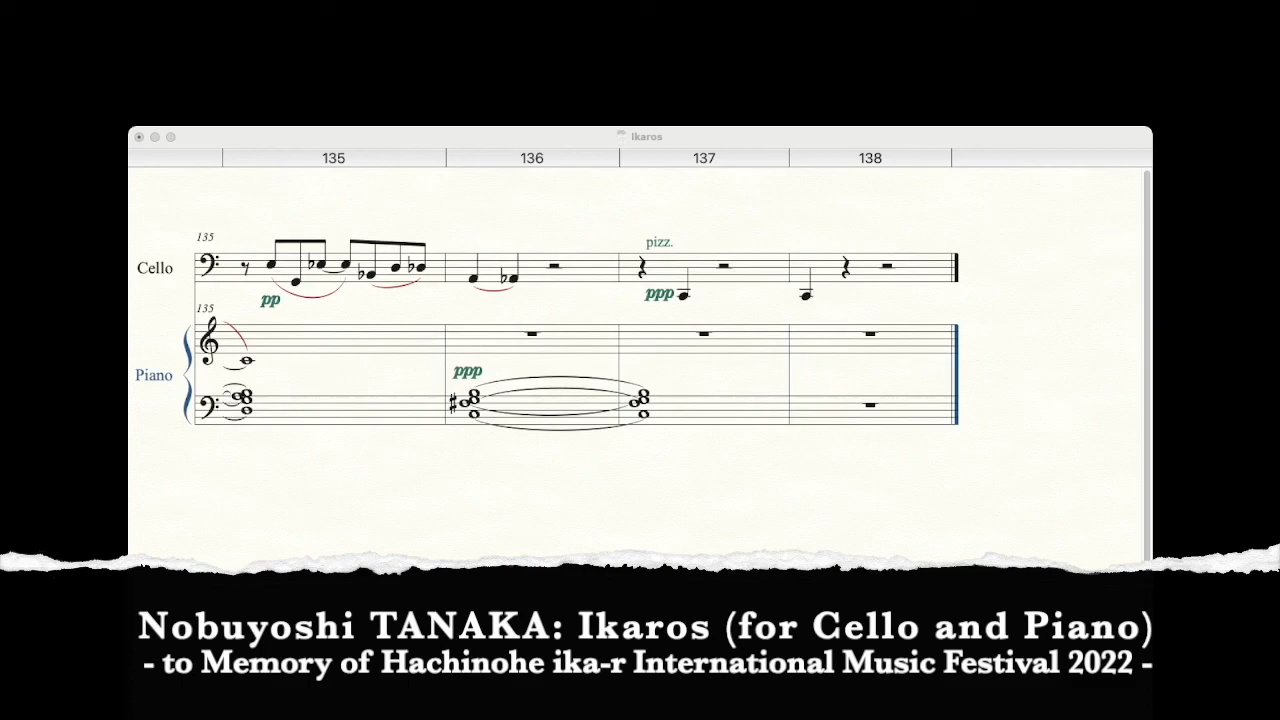 Ikaros
135 136 137 138
135
pizz.
Cello
pp
ppp
135
Piano
ppp
Nobuyoshi TANAKA: Ikaros (for Cello and Piano)
- to Memory of Hachinohe ika-r International Music Festival 2022 -